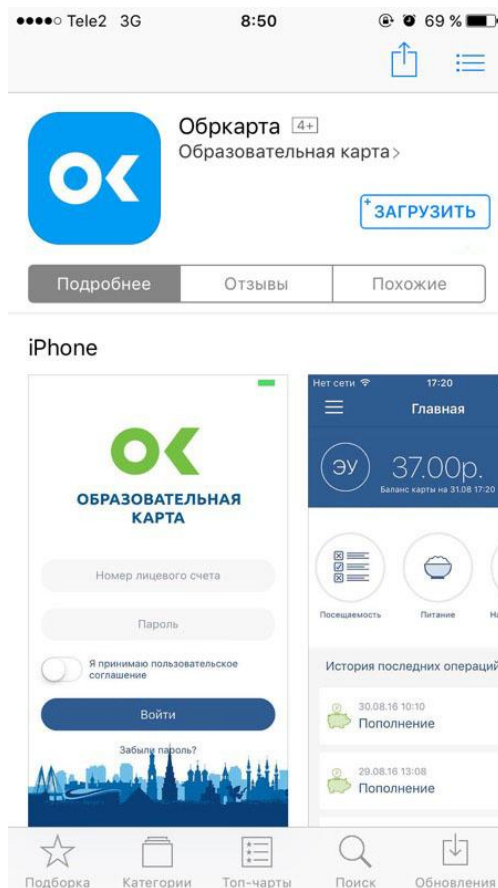 Tele2 3G 8:50 69 %
Обркарта 4+
Образовательная карта
ЗАГРУЗИТЬ
Подробнее Отзывы Похожие
iPhone
ОК
ОБРАЗОВАТЕЛЬНАЯ
КАРТА
Номер лицевого счета
Пароль
Я принимаю пользовательское
соглашение
Войти
Забыли пароль?
Нет сети 17:20
Главная
ЭУ 37.00р.
Баланс карты на 31.08 17:20
Посещаемость Питание
История последних операций
30.08.16 10:10
Пополнение
29.08.16 13:08
Пополнение
Подборка Категории Топ-чарты Поиск Обновления